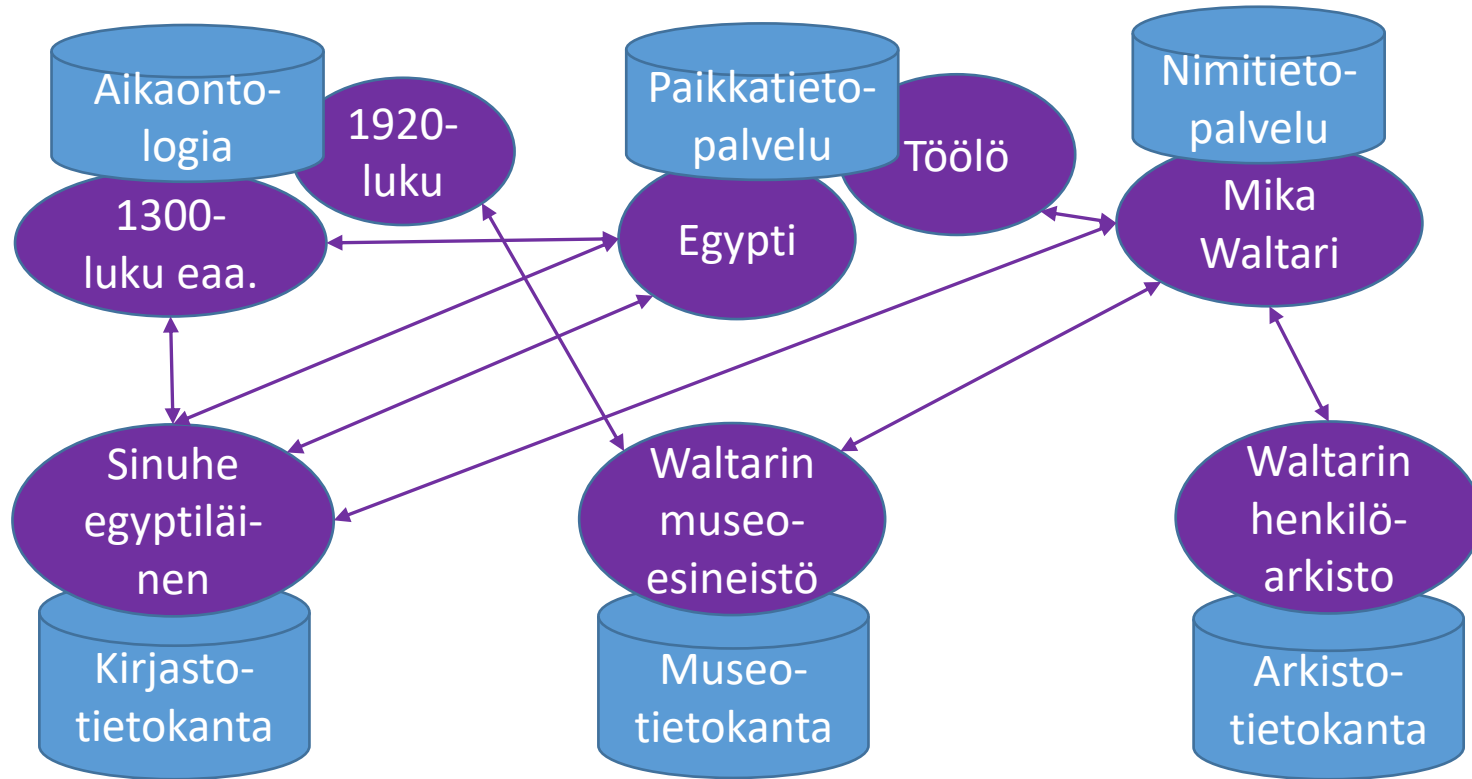 Aikaonto-
logia
1920-
luku
1300-
luku eaa.
Paikkatieto-
palvelu
Töölö
Egypti
Nimitieto-
palvelu
Mika
Waltari
Sinuhe
egyptiläi-
nen
Kirjasto-
tietokanta
Waltarin
museo-
esineistö
Museo-
tietokanta
Waltarin
henkilö-
arkisto
Arkisto-
tietokanta